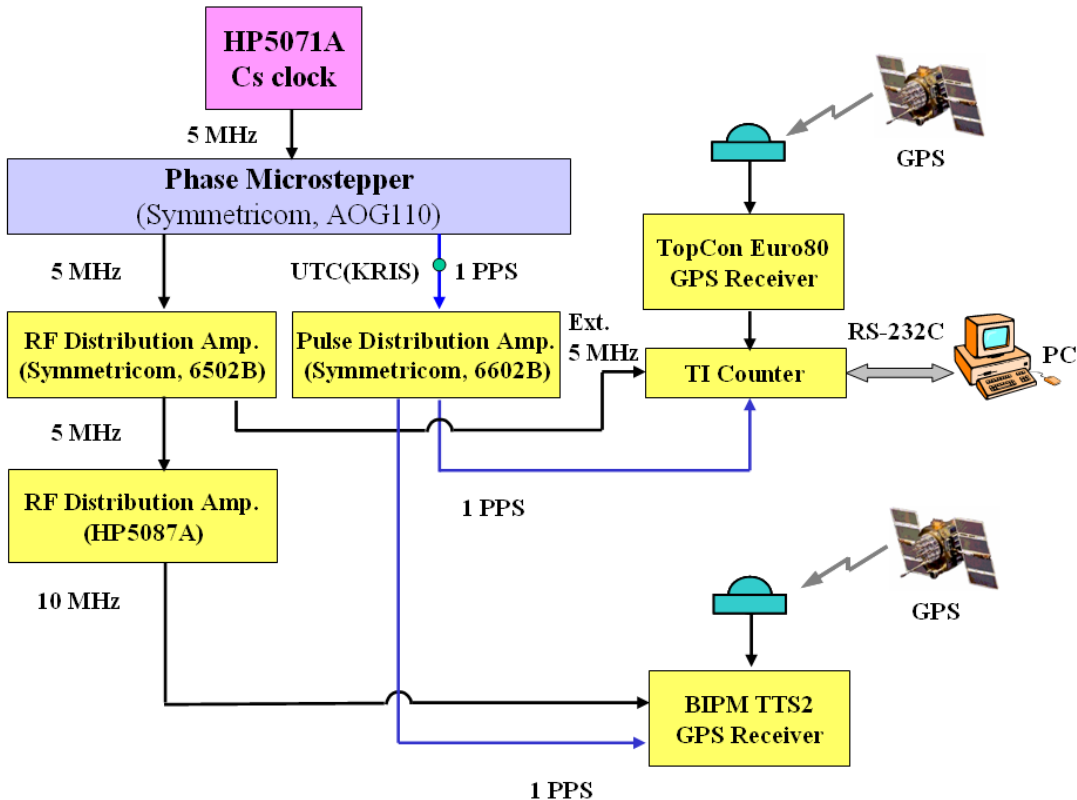 HP5071A
Cs clock
5 MHz
Phase Microstepper
(Symmetricom, AOG110)
GPS
5 MHz
UTC(KRIS)
1 PPS
TopCon Euro80
GPS Receiver
RF Distribution Amp.
(Symmetricom, 6502B)
Pulse Distribution Amp.
(Symmetricom, 6602B)
Ext.
5 MHz
TI Counter
RS-232C
PC
5 MHz
RF Distribution Amp.
(HP5087A)
1 PPS
10 MHz
GPS
BIPM TTS2
GPS Receiver
1 PPS